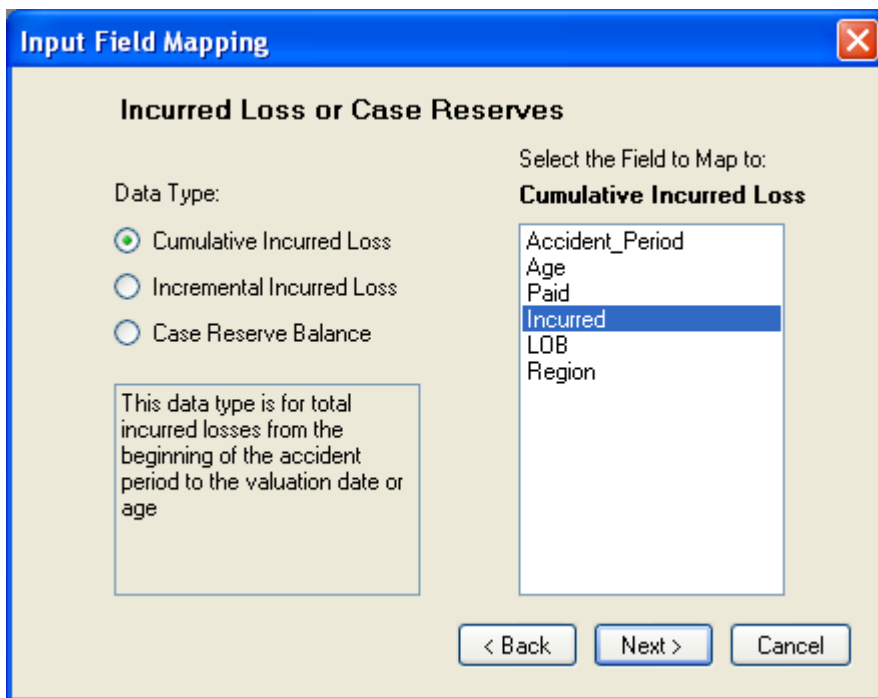 Input Field Mapping
Incurred Loss or Case Reserves
Data Type:
Cumulative Incurred Loss
Incremental Incurred Loss
Case Reserve Balance
This data type is for total
incurred losses from the
beginning of the accident
period to the valuation date or
age
Select the Field to Map to:
Cumulative Incurred Loss
Accident_Period
Age
Paid
Incurred
LOB
Region
< Back
Next >
Cancel